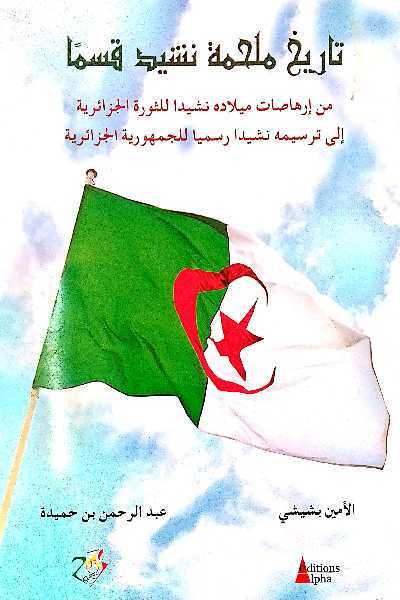 تاريخ ملحمة نشيد قسمًا
من إرهاصات ميلاده نشيدا للثورة الجزائرية
إلى ترسيمه نشيدا رسميا للجمهورية الجزائرية
الأمين بشيشي
عبد الرحمن بن حميدة
Editions
Alpha